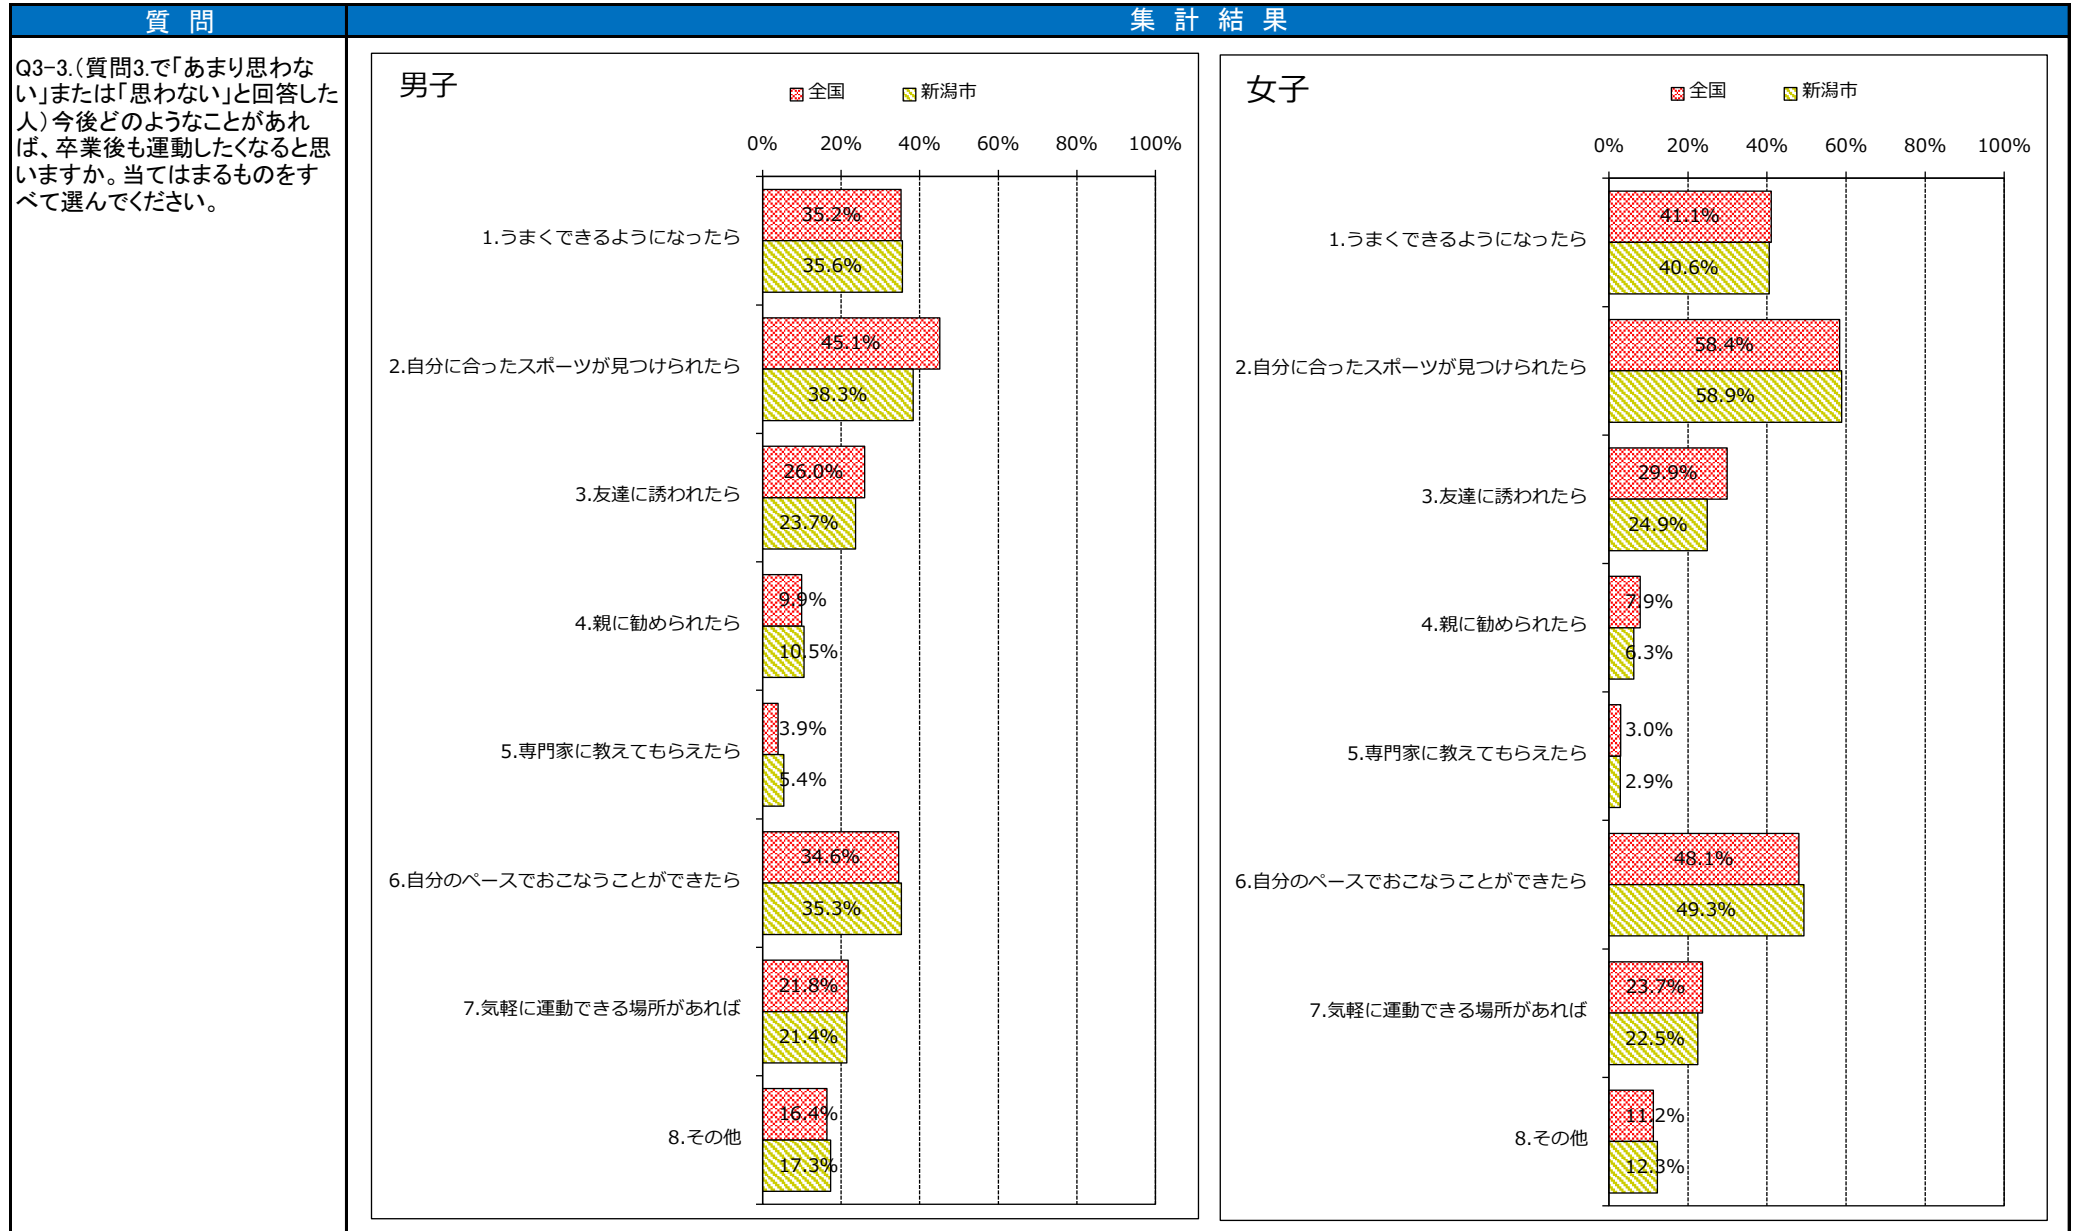 質 問
集 計 結 果
Q3-3.(質問3.で「あまり思わな
い」または「思わない」と回答した
人)今後どのようなことがあれ
ば、卒業後も運動したくなると思
いますか。当てはまるものをす
べて選んでください。
男子
全国 新潟市
0% 20% 40% 60% 80% 100%
1.うまくできるようになったら
35.2%
35.6%
2.自分に合ったスポーツが見つけられたら
45.1%
38.3%
3.友達に誘われたら
26.0%
23.7%
4.親に勧められたら
9.9%
10.5%
5.専門家に教えてもらえたら
3.9%
5.4%
6.自分のペースでおこなうことができたら
34.6%
35.3%
7.気軽に運動できる場所があれば
21.8%
21.4%
8.その他
16.4%
17.3%
女子
全国 新潟市
0% 20% 40% 60% 80% 100%
1.うまくできるようになったら
41.1%
40.6%
2.自分に合ったスポーツが見つけられたら
58.4%
58.9%
3.友達に誘われたら
29.9%
24.9%
4.親に勧められたら
7.9%
6.3%
5.専門家に教えてもらえたら
3.0%
2.9%
6.自分のペースでおこなうことができたら
48.1%
49.3%
7.気軽に運動できる場所があれば
23.7%
22.5%
8.その他
11.2%
12.3%